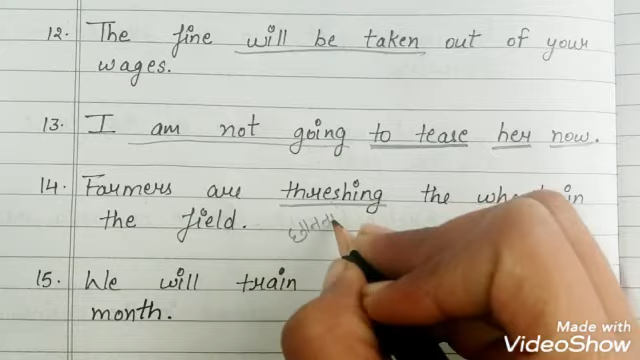 12. The fine will be taken out of your
wages.
13. I am not going to tease her now.
14. Farmers are threshing the in
the field.
15. We will train
month.
Made with
VideoShow